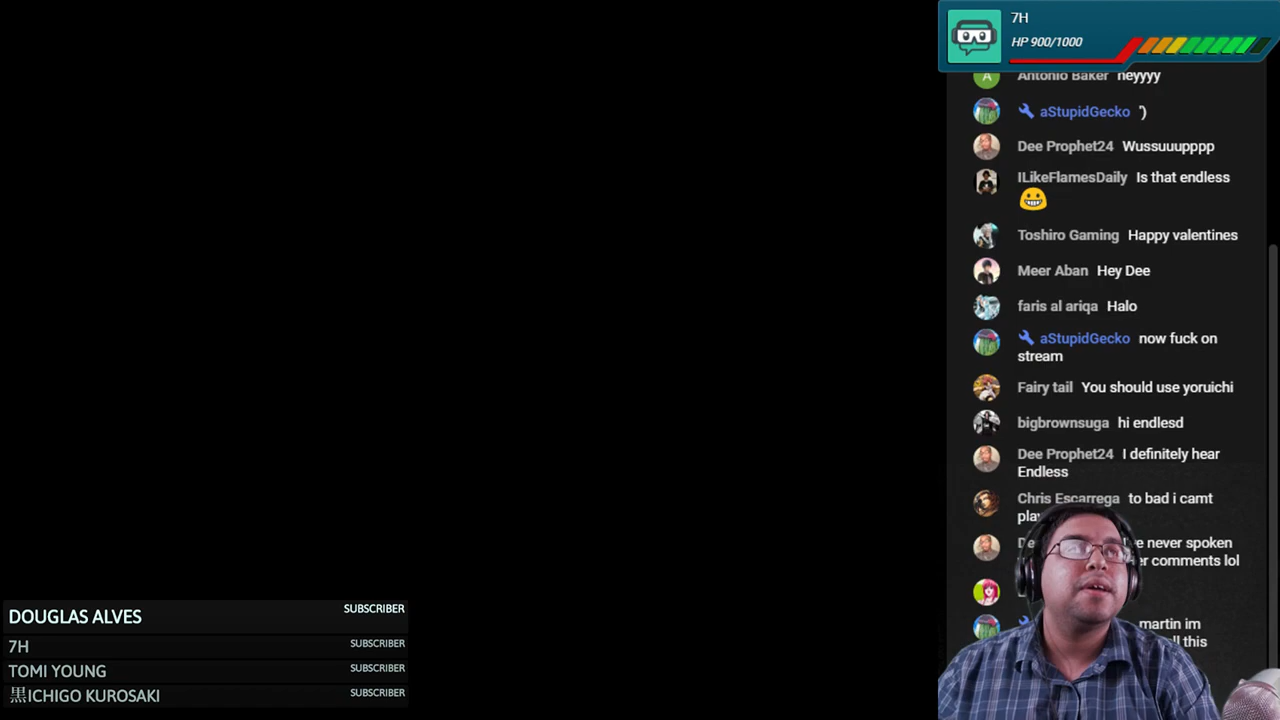 7H
HP 900/1000
A Antonio Baker heyyyy
aStupidGecko ')
Dee Prophet24 Wussuuupppp
ILikeFlamesDaily Is that endless
Toshiro Gaming Happy valentines
Meer Aban Hey Dee
faris al ariqa Halo
aStupidGecko now fuck on
stream
Fairy tail You should use yoruichi
bigbrownsuga hi endlesd
Dee Prophet24 I definitely hear
Endless
Chris Escarrega to bad i camt
never spoken
comments lol
martin im
this
DOUGLAS ALVES SUBSCRIBER
7H SUBSCRIBER
TOMI YOUNG SUBSCRIBER
黒ICHIGO KUROSAKI SUBSCRIBER